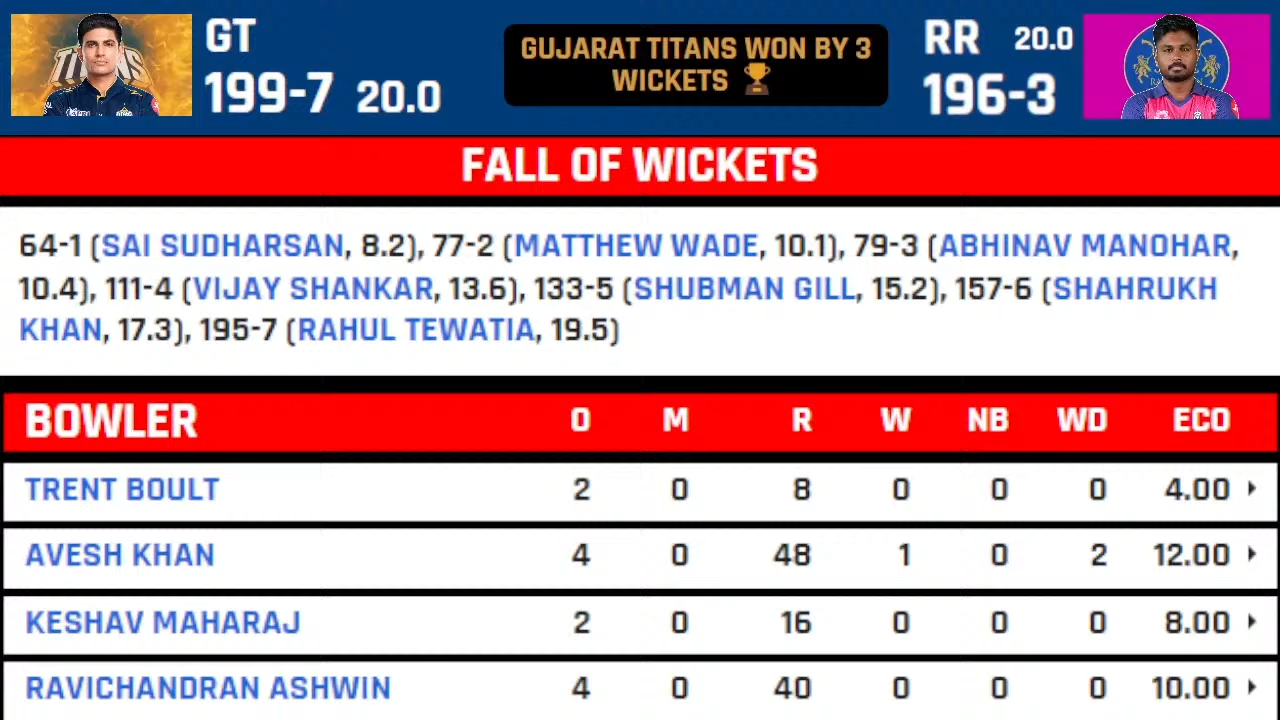 GT
199-7 20.0
GUJARAT TITANS WON BY 3
WICKETS 🏆
RR 20.0
196-3
FALL OF WICKETS
64-1 (SAI SUDHARSAN, 8.2), 77-2 (MATTHEW WADE, 10.1), 79-3 (ABHINAV MANOHAR,
10.4), 111-4 (VIJAY SHANKAR, 13.6), 133-5 (SHUBMAN GILL, 15.2), 157-6 (SHAHRUKH
KHAN, 17.3), 195-7 (RAHUL TEWATIA, 19.5)
BOWLER O M R W NB WD ECO
TRENT BOULT 2 0 8 0 0 0 4.00
AVESH KHAN 4 0 48 1 0 2 12.00
KESHAV MAHARAJ 2 0 16 0 0 0 8.00
RAVICHANDRAN ASHWIN 4 0 40 0 0 0 10.00